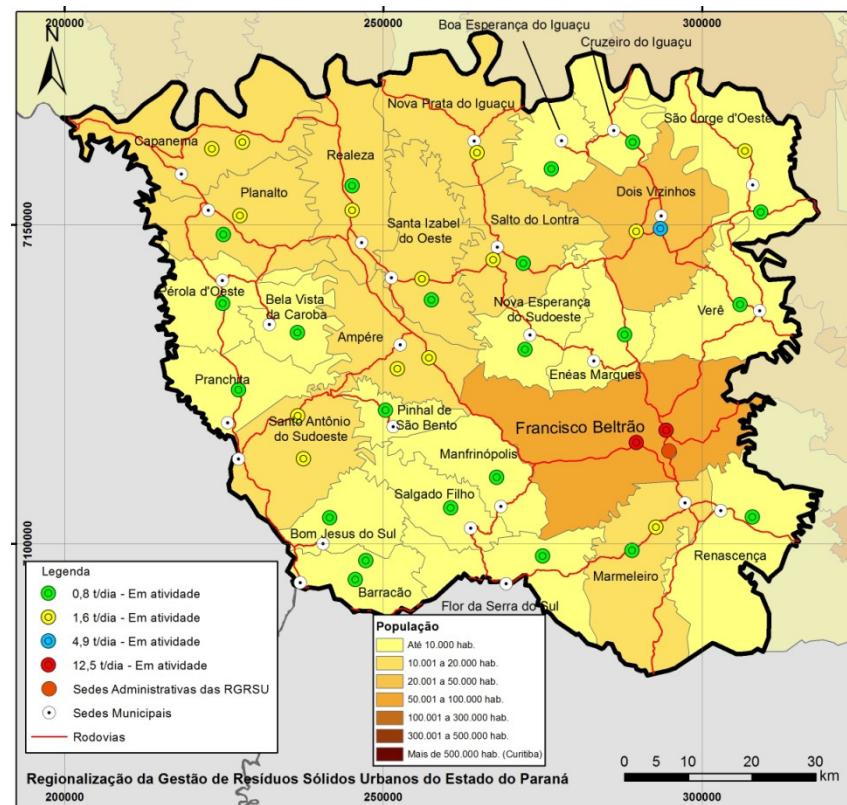 200000 250000 300000
N
Boa Esperança do Iguaçu
Cruzeiro do Iguaçu
Nova Prata do Iguaçu
São Jorge d'Oeste
Capanema
Realeza
Planalto
Dois Vizinhos
Santa Izabel
do Oeste
Salto do Lontra
7150000 7150000
Pérola d'Oeste
Bela Vista
da Caroba
Nova Esperança
do Sudoeste
Verê
Ampére
Enéas Marques
Pranchita
Pinhal de
São Bento
Santo Antônio
do Sudoeste
Francisco Beltrão
Manfrinópolis
Salgado Filho
Bom Jesus do Sul
7100000 7100000
Renascença
Marmeleiro
Barracão
Flor da Serra do Sul
Legenda
0,8 t/dia - Em atividade
1,6 t/dia - Em atividade
4,9 t/dia - Em atividade
12,5 t/dia - Em atividade
Sedes Administrativas das RGRSU
Sedes Municipais
Rodovias
População
Até 10.000 hab.
10.001 a 20.000 hab.
20.001 a 50.000 hab.
50.001 a 100.000 hab.
100.001 a 300.000 hab.
300.001 a 500.000 hab.
Mais de 500.000 hab. (Curitiba)
0 5 10 20 30
km
Regionalização da Gestão de Resíduos Sólidos Urbanos do Estado do Paraná
200000 250000 300000